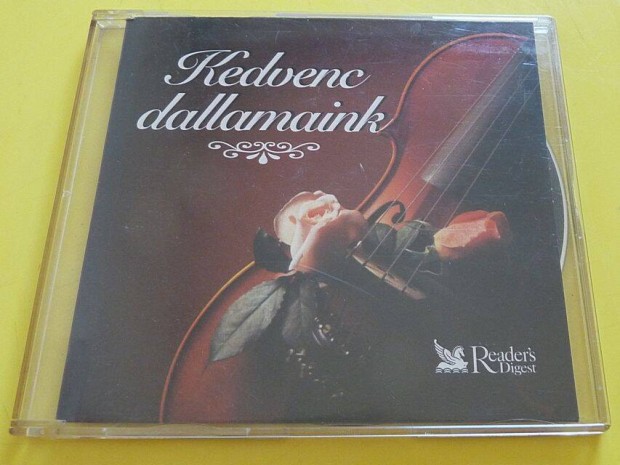 Kedvenc
dallamaink
Reader's
Digest